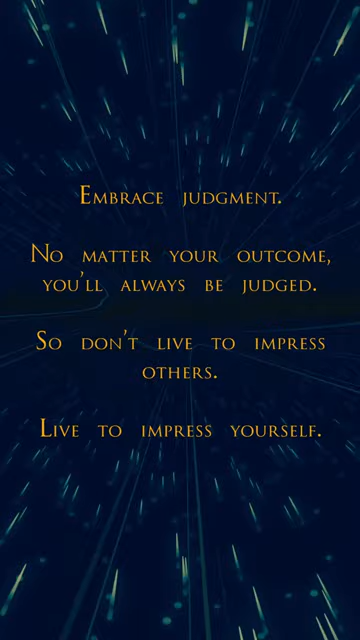 Embrace judgment.
No matter your outcome,
you'll always be judged.
So don't live to impress
others.
Live to impress yourself.